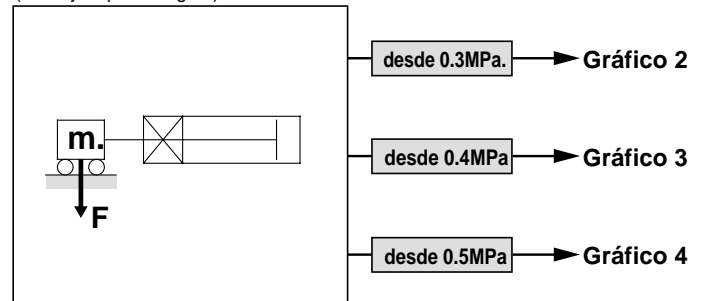 desde 0.3MPa. Gráfico 2
m.
desde 0.4MPa Gráfico 3
F
desde 0.5MPa Gráfico 4